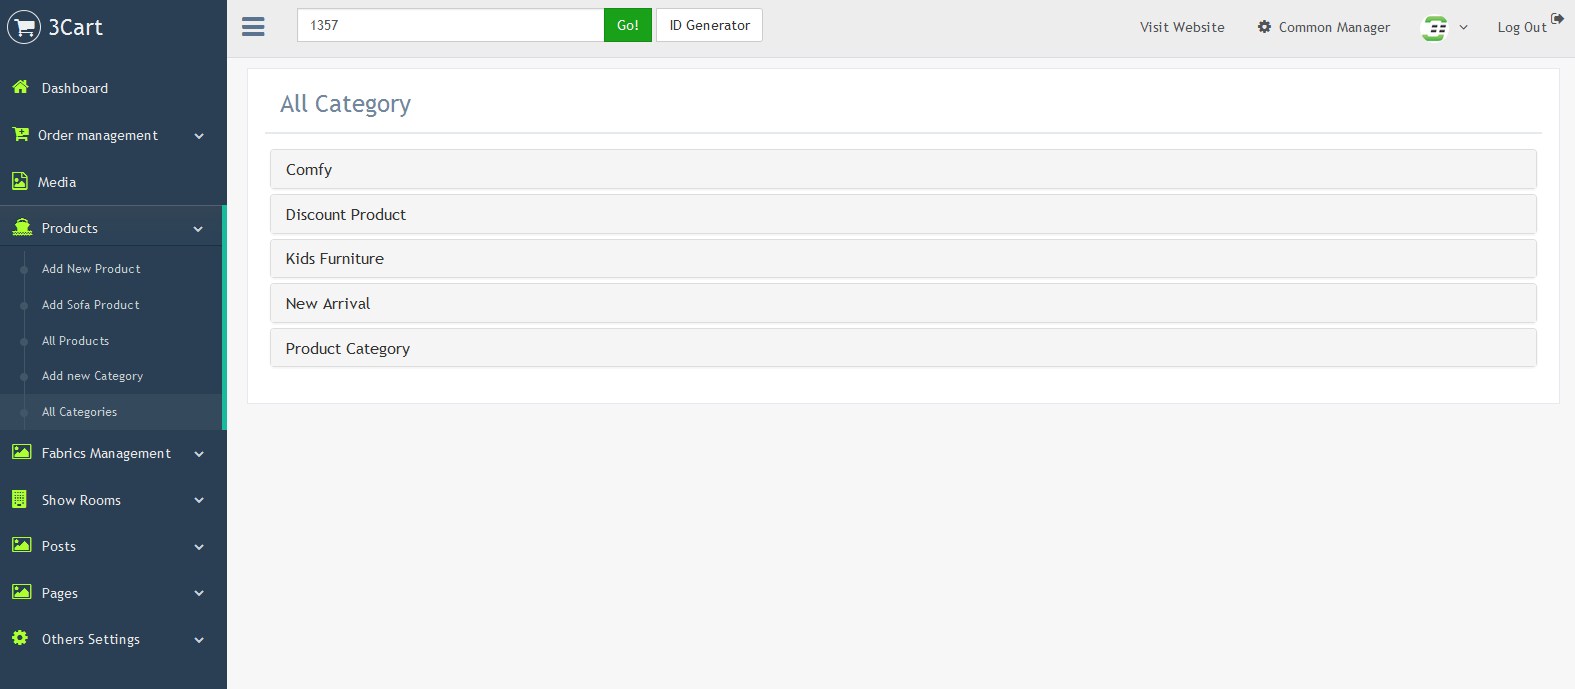 3Cart
1357
Go!
ID Generator
Visit Website
Common Manager
Log Out
Dashboard
Order management
Media
Products
Add New Product
Add Sofa Product
All Products
Add new Category
All Categories
Fabrics Management
Show Rooms
Posts
Pages
Others Settings
All Category
Comfy
Discount Product
Kids Furniture
New Arrival
Product Category